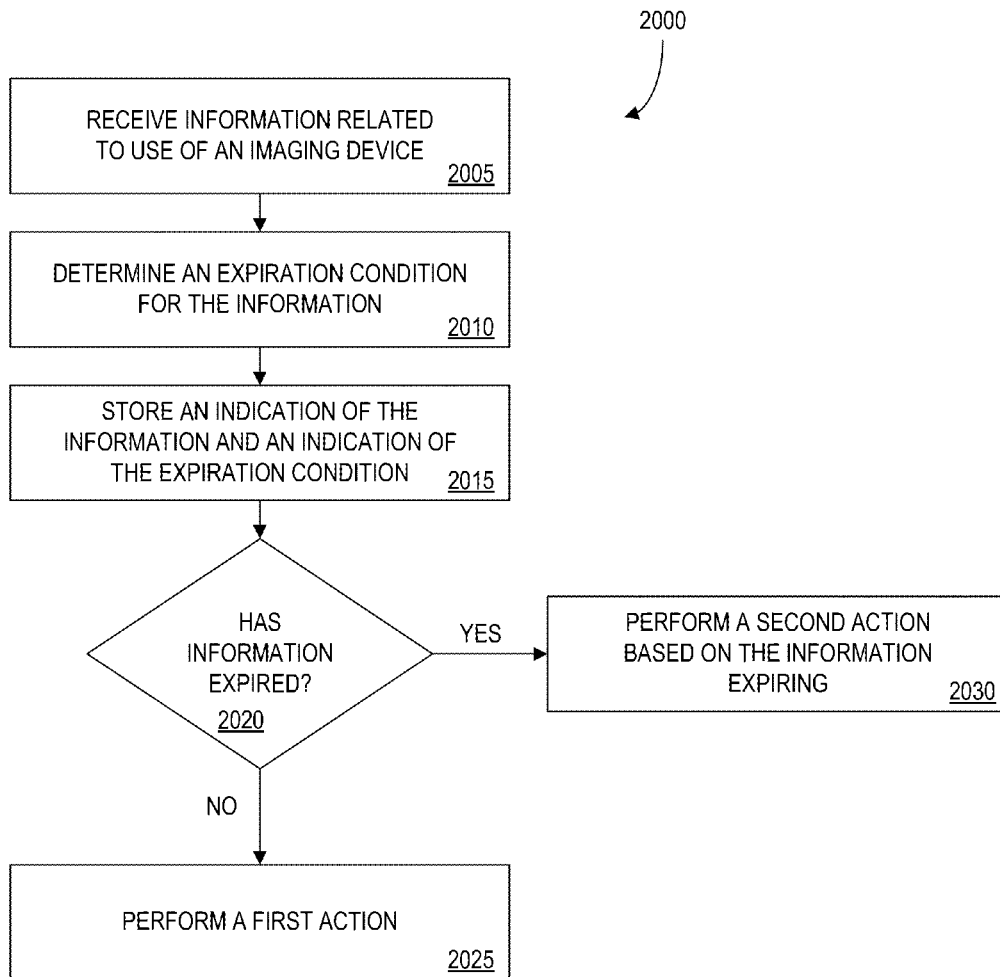 2000
RECEIVE INFORMATION RELATED
TO USE OF AN IMAGING DEVICE
2005
DETERMINE AN EXPIRATION CONDITION
FOR THE INFORMATION
2010
STORE AN INDICATION OF THE
INFORMATION AND AN INDICATION OF
THE EXPIRATION CONDITION
2015
HAS
INFORMATION
EXPIRED?
2020
YES
PERFORM A SECOND ACTION
BASED ON THE INFORMATION
EXPIRING
2030
NO
PERFORM A FIRST ACTION
2025